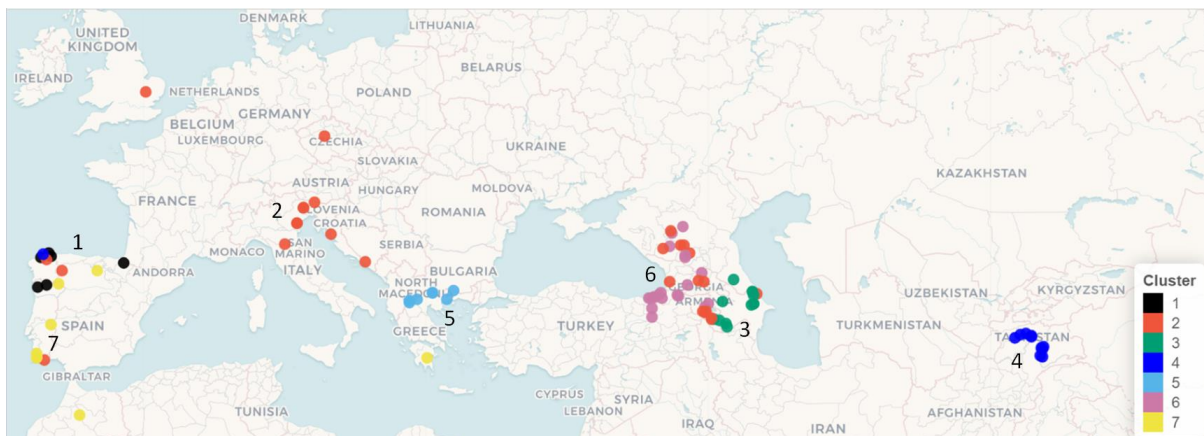 DENMARK
LITHUANIA
UNITED
KINGDOM
IRELAND
NETHERLANDS
BELARUS
POLAND
GERMANY
BELGIUM
LUXEMBOURG
CZECHIA
SLOVAKIA
UKRAINE
KAZAKHSTAN
AUSTRIA
HUNGARY
MOLDOVA
FRANCE
2
SLOVENIA
CROATIA
ROMANIA
1
SERBIA
MONACO
SAN
MARINO
ANDORRA
ITALY
BULGARIA
NORTH
MACEDONIA
6
GEORGIA
ARMENIA
UZBEKISTAN
KYRGYZSTAN
SPAIN
7
5
GREECE
TURKEY
3
TURKMENISTAN
TAJIKISTAN
4
GIBRALTAR
TUNISIA
CYPRUS
SYRIA
LEBANON
IRAQ
IRAN
AFGHANISTAN
Cluster
1
2
3
4
5
6
7